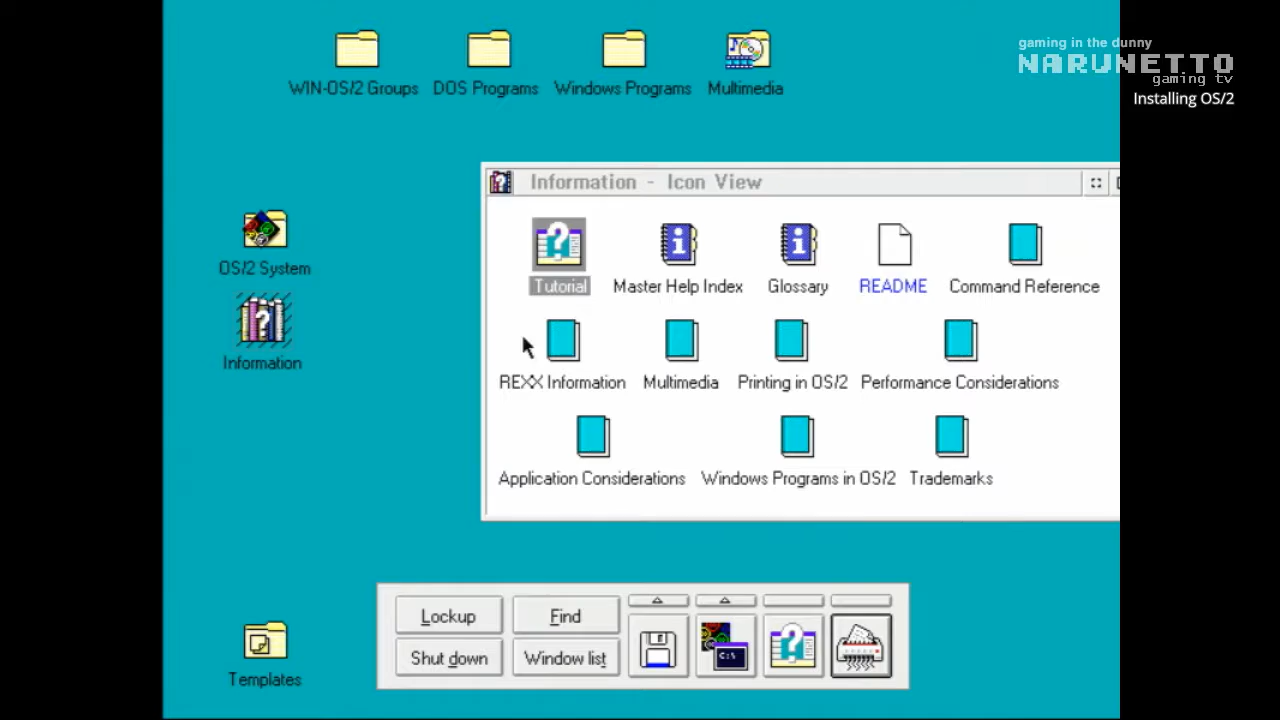 gaming in the dunny
NARUNETTO
gaming tv
Installing OS/2
WIN-OS/2 Groups
DOS Programs
Windows Programs
Multimedia
Information - Icon View
OS/2 System
Information
Tutorial
Master Help Index
Glossary
README
Command Reference
REXX Information
Multimedia
Printing in OS/2
Performance Considerations
Application Considerations
Windows Programs in OS/2
Trademarks
Lockup
Find
Shut down
Window list
C:\
Templates